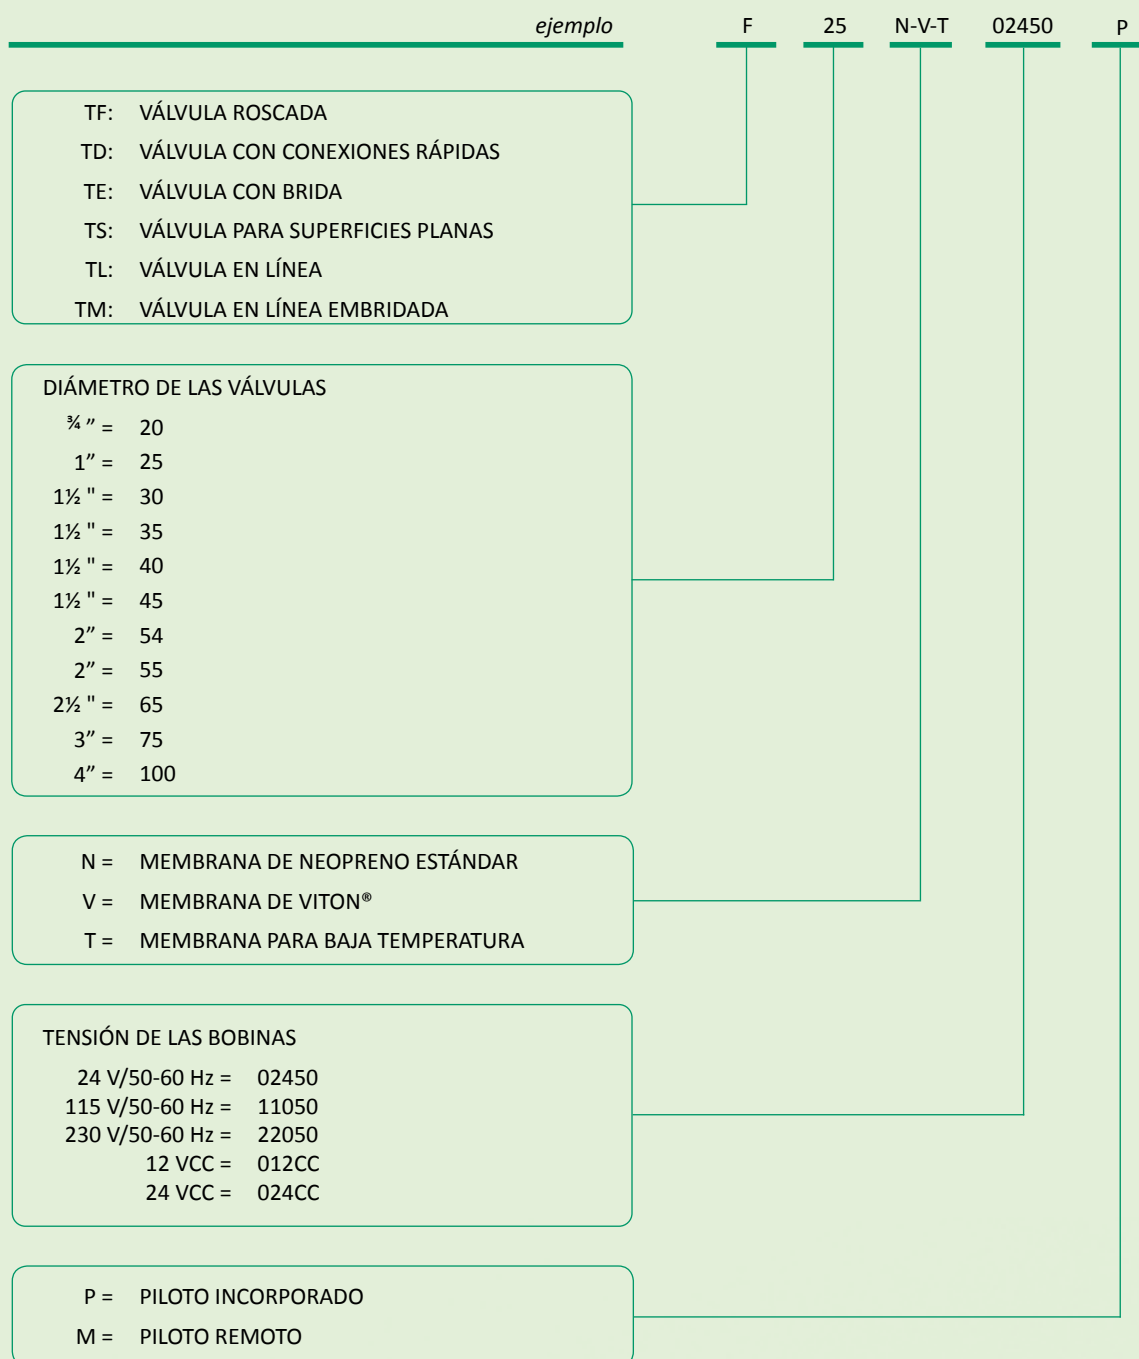 ejemplo F 25 N-V-T 02450 P
TF: VÁLVULA ROSCADA
TD: VÁLVULA CON CONEXIONES RÁPIDAS
TE: VÁLVULA CON BRIDA
TS: VÁLVULA PARA SUPERFICIES PLANAS
TL: VÁLVULA EN LÍNEA
TM: VÁLVULA EN LÍNEA EMBRIDADA
DIÁMETRO DE LAS VÁLVULAS
¾ ” = 20
1” = 25
1½ " = 30
1½ " = 35
1½ " = 40
1½ " = 45
2” = 54
2” = 55
2½ " = 65
3” = 75
4” = 100
N = MEMBRANA DE NEOPRENO ESTÁNDAR
V = MEMBRANA DE VITON®
T = MEMBRANA PARA BAJA TEMPERATURA
TENSIÓN DE LAS BOBINAS
24 V/50-60 Hz = 02450
115 V/50-60 Hz = 11050
230 V/50-60 Hz = 22050
12 VCC = 012CC
24 VCC = 024CC
P = PILOTO INCORPORADO
M = PILOTO REMOTO